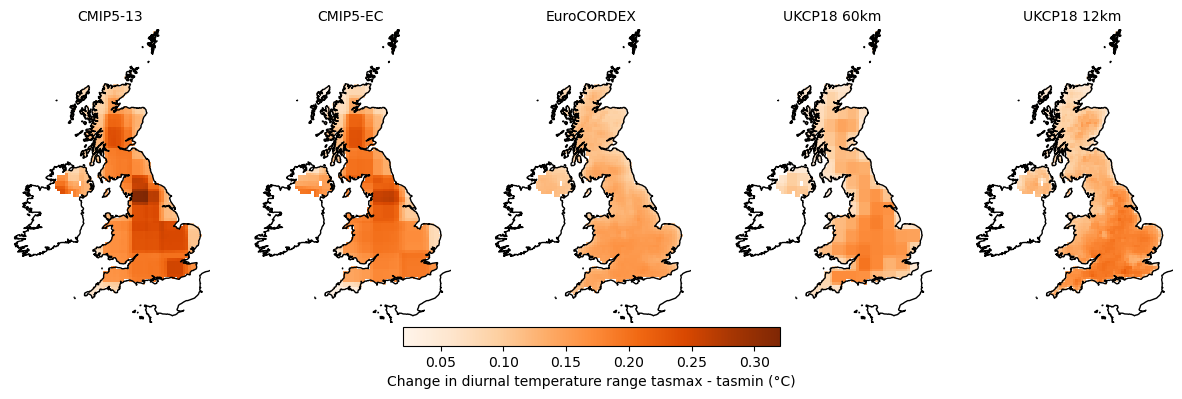 CMIP5-13 CMIP5-EC EuroCORDEX UKCP18 60km UKCP18 12km
0.05 0.10 0.15 0.20 0.25 0.30
Change in diurnal temperature range tasmax - tasmin (°C)